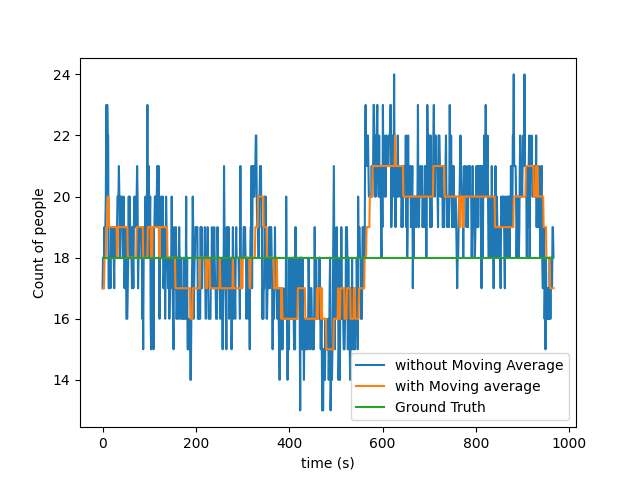 24
22
20
18
16
14
Count of people
0 200 400 600 800 1000
time (s)
without Moving Average
with Moving average
Ground Truth